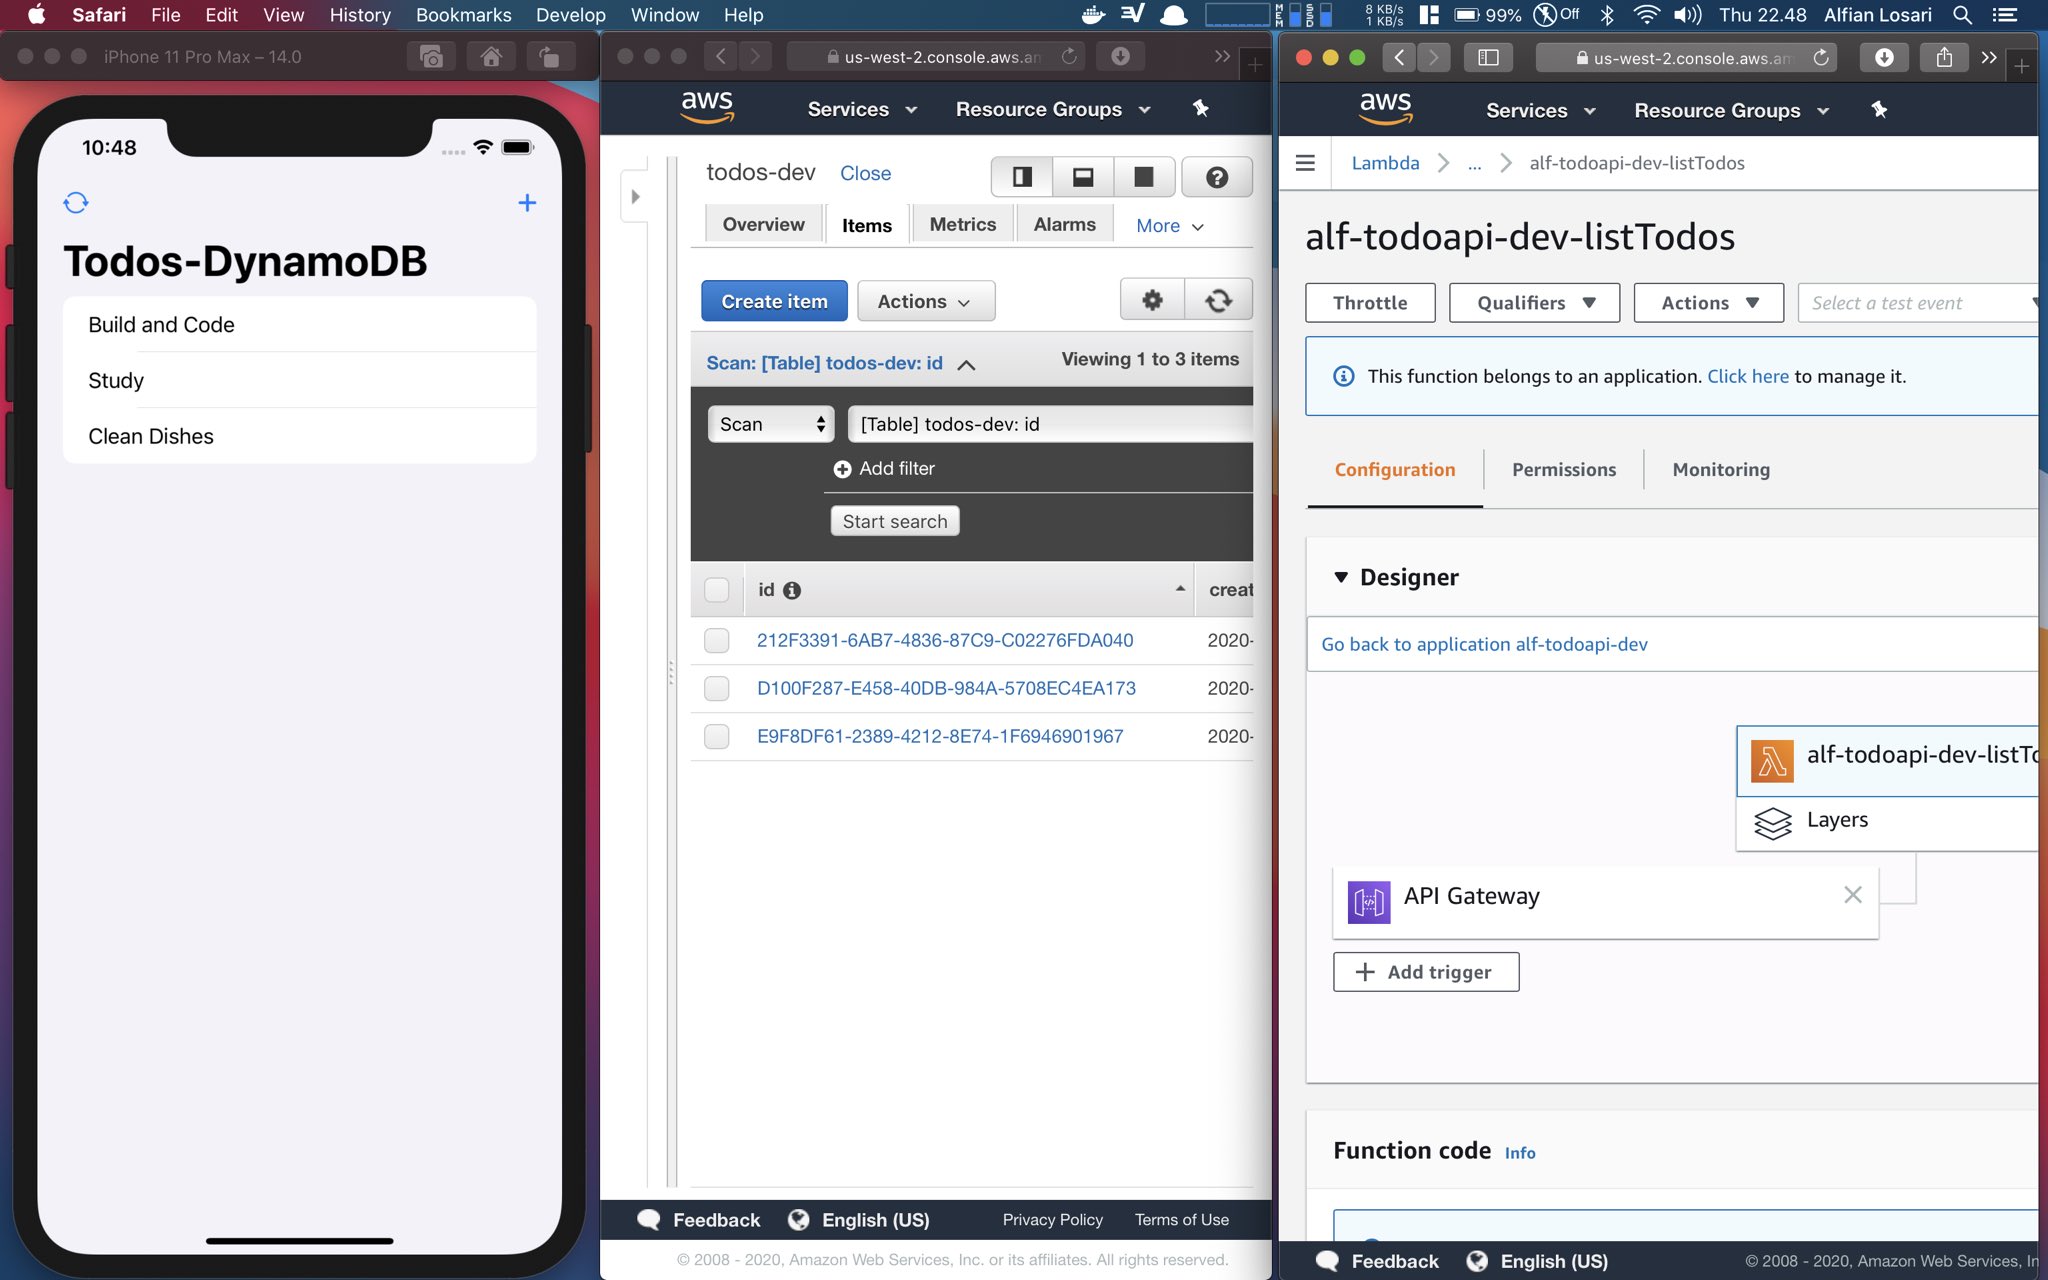 Safari File Edit View History Bookmarks Develop Window Help
MEM SSD 8 KB/s 1 KB/s 99% Off Thu 22.48 Alfian Losari
iPhone 11 Pro Max – 14.0
10:48
Todos-DynamoDB
Build and Code
Study
Clean Dishes
us-west-2.console.aws.am
aws Services Resource Groups
todos-dev Close
Overview Items Metrics Alarms More
Create item Actions
Scan: [Table] todos-dev: id Viewing 1 to 3 items
Scan [Table] todos-dev: id
Add filter
Start search
id creat
212F3391-6AB7-4836-87C9-C02276FDA040 2020-
D100F287-E458-40DB-984A-5708EC4EA173 2020-
E9F8DF61-2389-4212-8E74-1F6946901967 2020-
Feedback English (US) Privacy Policy Terms of Use
© 2008 - 2020, Amazon Web Services, Inc. or its affiliates. All rights reserved.
us-west-2.console.aws.am
aws Services Resource Groups
Lambda ... alf-todoapi-dev-listTodos
alf-todoapi-dev-listTodos
Throttle Qualifiers Actions Select a test event
This function belongs to an application. Click here to manage it.
Configuration Permissions Monitoring
Designer
Go back to application alf-todoapi-dev
alf-todoapi-dev-listTo
Layers
API Gateway
Add trigger
Function code Info
Feedback English (US) © 2008 - 2020, Amazon Web Services, In